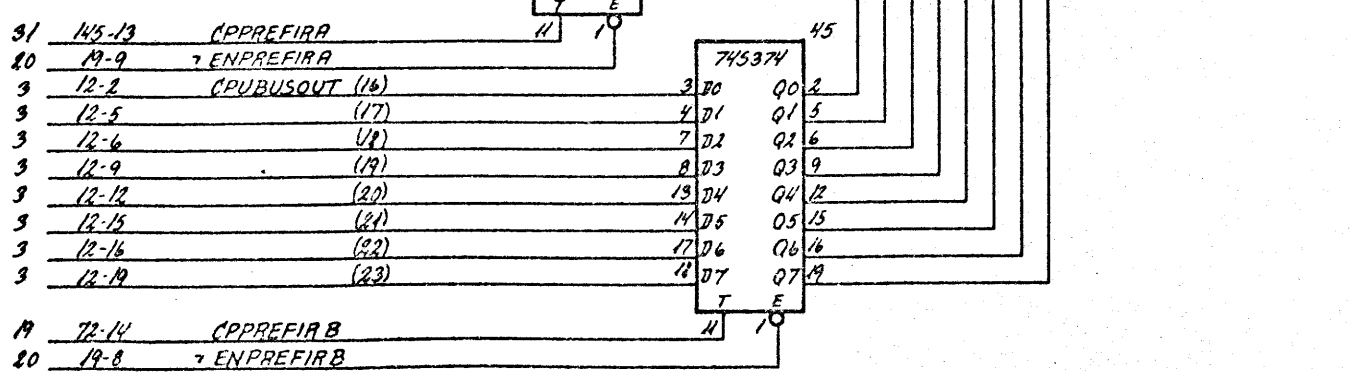 T E
31 145-13 CPPREFIRA 11 1
20 19-9 ¬ ENPREFIRA
45
74S374
3 12-2 CPUBUSOUT (16) 3 D0 Q0 2
3 12-5 (17) 4 D1 Q1 5
3 12-6 (18) 7 D2 Q2 6
3 12-9 (19) 8 D3 Q3 9
3 12-12 (20) 13 D4 Q4 12
3 12-15 (21) 14 D5 Q5 15
3 12-16 (22) 17 D6 Q6 16
3 12-19 (23) 18 D7 Q7 19
T E
19 72-14 CPPREFIRB 11 1
20 19-8 ¬ ENPREFIRB